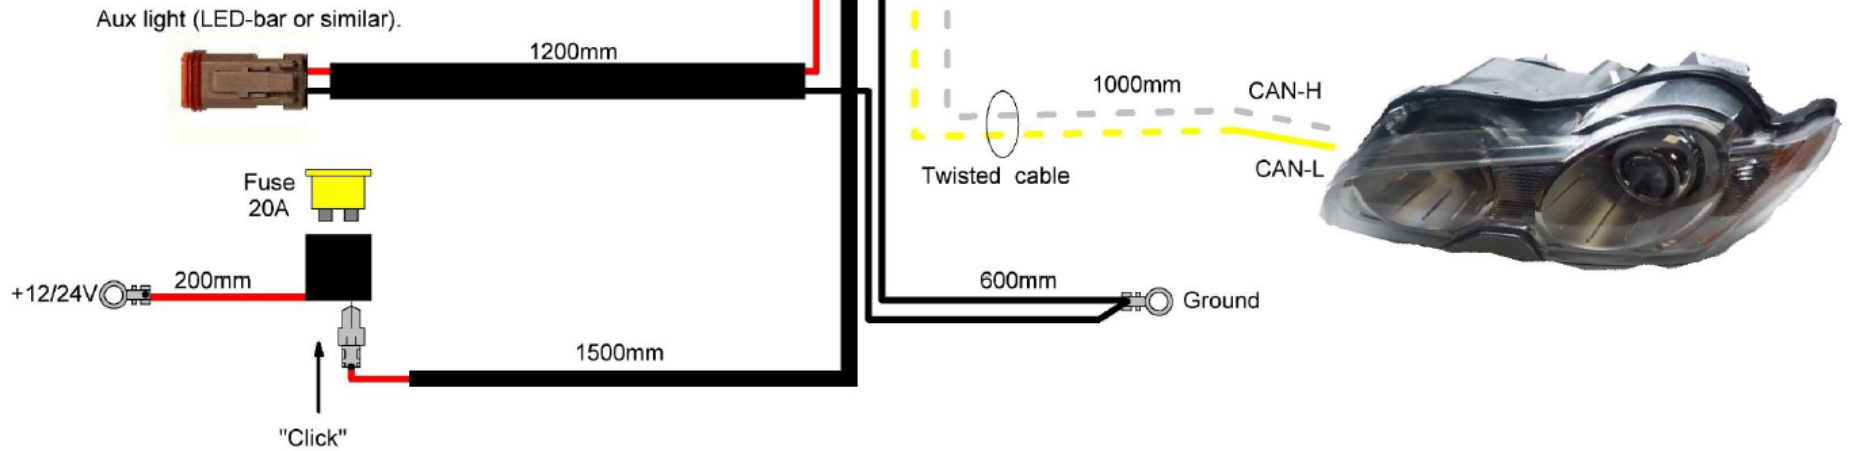 Aux light (LED-bar or similar).
1200mm
1000mm
CAN-H
CAN-L
Twisted cable
Fuse
20A
+12/24V
200mm
600mm
Ground
1500mm
"Click"